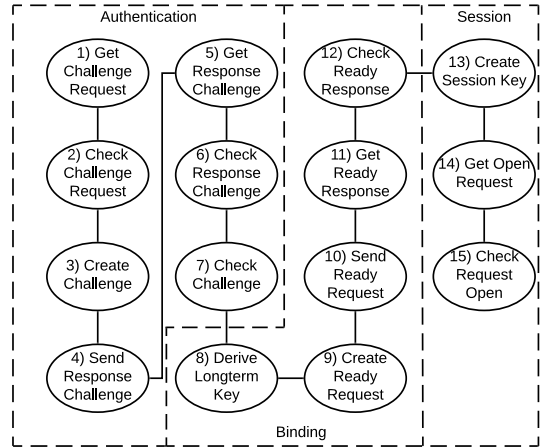 Authentication
Session
1) Get
Challenge
Request
2) Check
Challenge
Request
3) Create
Challenge
4) Send
Response
Challenge
5) Get
Response
Challenge
6) Check
Response
Challenge
7) Check
Challenge
8) Derive
Longterm
Key
9) Create
Ready
Request
10) Send
Ready
Request
11) Get
Ready
Response
12) Check
Ready
Response
13) Create
Session Key
14) Get Open
Request
15) Check
Request
Open
Binding